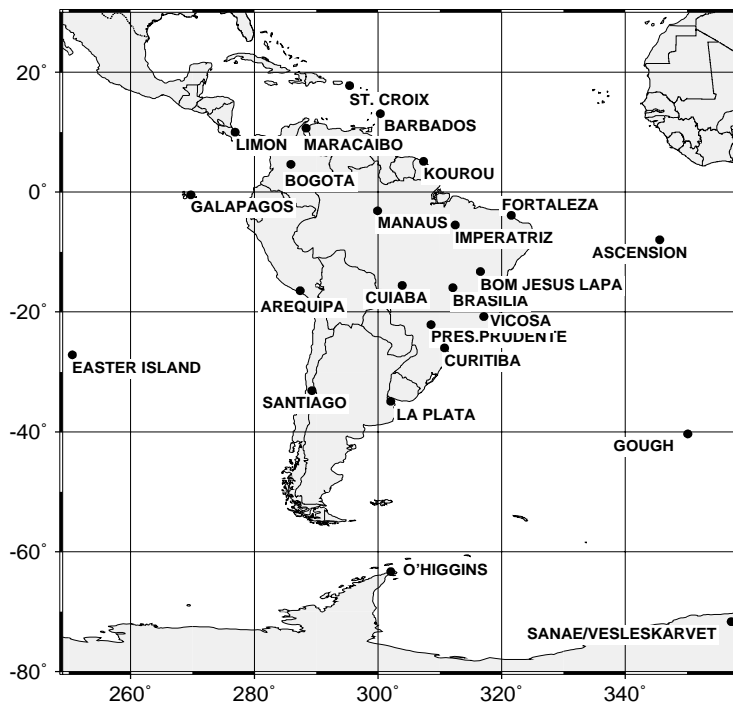 20°
ST. CROIX
BARBADOS
LIMON
MARACAIBO
BOGOTA
KOUROU
0°
GALAPAGOS
FORTALEZA
MANAUS
IMPERATRIZ
ASCENSION
BOM JESUS LAPA
CUIABA
BRASILIA
AREQUIPA
-20°
VICOSA
PRES.PRUDENTE
CURITIBA
EASTER ISLAND
SANTIAGO
LA PLATA
-40°
GOUGH
-60°
O'HIGGINS
SANAE/VESLESKARVET
-80°
260°
280°
300°
320°
340°